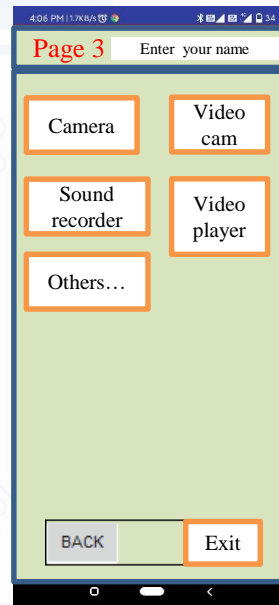 4:06 PM | 1.7KB/s
34
Page 3
Enter your name
Camera
Video
cam
Sound
recorder
Video
player
Others…
BACK
Exit